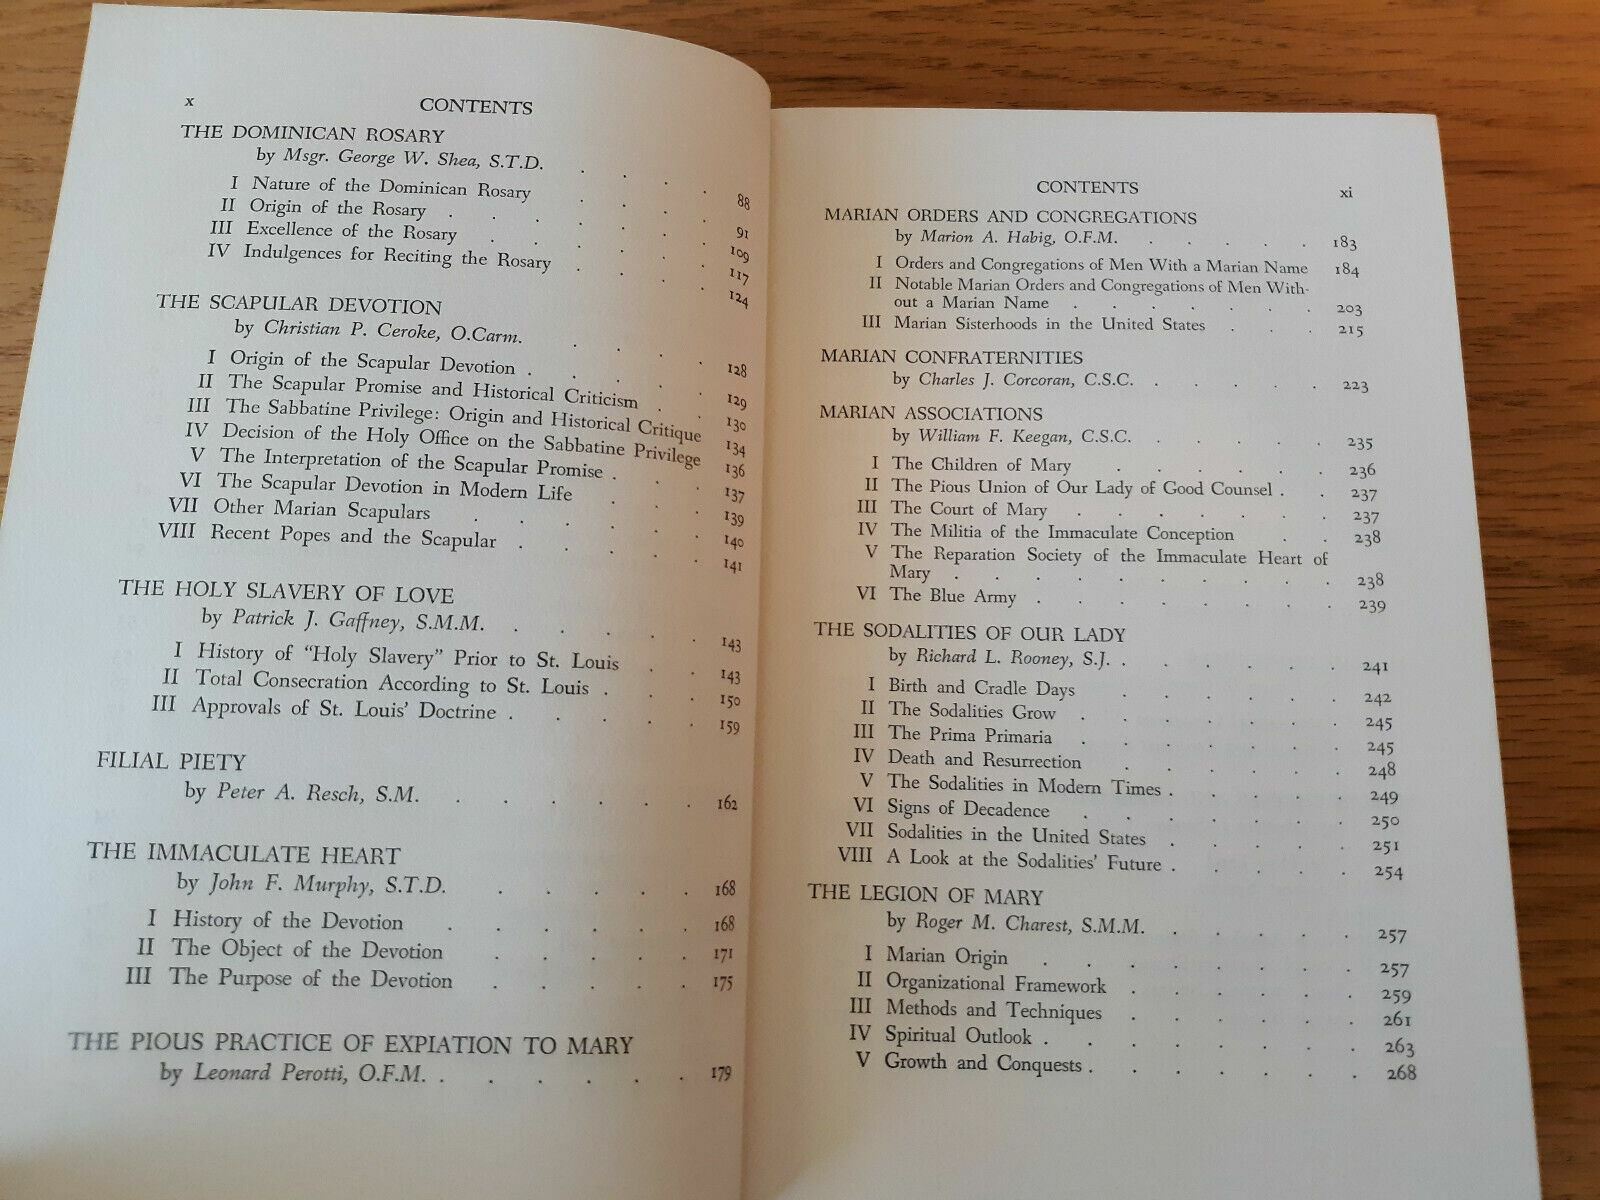 x CONTENTS
THE DOMINICAN ROSARY
by Msgr. George W. Shea, S.T.D. . . . . 88
I Nature of the Dominican Rosary . . . . 91
II Origin of the Rosary . . . . . . 109
III Excellence of the Rosary . . . . . 117
IV Indulgences for Reciting the Rosary . . . . 124
THE SCAPULAR DEVOTION
by Christian P. Ceroke, O.Carm. . . . . 128
I Origin of the Scapular Devotion . . . . 129
II The Scapular Promise and Historical Criticism . . 130
III The Sabbatine Privilege: Origin and Historical Critique 134
IV Decision of the Holy Office on the Sabbatine Privilege 136
V The Interpretation of the Scapular Promise . . . 137
VI The Scapular Devotion in Modern Life . . . 139
VII Other Marian Scapulars . . . . . 140
VIII Recent Popes and the Scapular . . . . . 141
THE HOLY SLAVERY OF LOVE
by Patrick J. Gaffney, S.M.M. . . . . . 143
I History of "Holy Slavery" Prior to St. Louis . . 143
II Total Consecration According to St. Louis . . . 150
III Approvals of St. Louis' Doctrine . . . . . 159
FILIAL PIETY
by Peter A. Resch, S.M. . . . . . . 162
THE IMMACULATE HEART
by John F. Murphy, S.T.D. . . . . . 168
I History of the Devotion . . . . . . 168
II The Object of the Devotion . . . . . 171
III The Purpose of the Devotion . . . . . 175
THE PIOUS PRACTICE OF EXPIATION TO MARY
by Leonard Perotti, O.F.M. . . . . . . 179
CONTENTS xi
MARIAN ORDERS AND CONGREGATIONS
by Marion A. Habig, O.F.M. . . . . . 183
I Orders and Congregations of Men With a Marian Name 184
II Notable Marian Orders and Congregations of Men With-
out a Marian Name . . . . . . . 203
III Marian Sisterhoods in the United States . . . 215
MARIAN CONFRATERNITIES
by Charles J. Corcoran, C.S.C. . . . . . 223
MARIAN ASSOCIATIONS
by William F. Keegan, C.S.C. . . . . . 235
I The Children of Mary . . . . . . 236
II The Pious Union of Our Lady of Good Counsel . . 237
III The Court of Mary . . . . . . . 237
IV The Militia of the Immaculate Conception . . 238
V The Reparation Society of the Immaculate Heart of
Mary . . . . . . . . . 238
VI The Blue Army . . . . . . . 239
THE SODALITIES OF OUR LADY
by Richard L. Rooney, S.J. . . . . . . 241
I Birth and Cradle Days . . . . . . 242
II The Sodalities Grow . . . . . . . 245
III The Prima Primaria . . . . . . . 245
IV Death and Resurrection . . . . . . 248
V The Sodalities in Modern Times . . . . . 249
VI Signs of Decadence . . . . . . . 250
VII Sodalities in the United States . . . . . 251
VIII A Look at the Sodalities' Future . . . . . 254
THE LEGION OF MARY
by Roger M. Charest, S.M.M. . . . . . 257
I Marian Origin . . . . . . . . 257
II Organizational Framework . . . . . . 259
III Methods and Techniques . . . . . . 261
IV Spiritual Outlook . . . . . . . . 263
V Growth and Conquests . . . . . . . 268